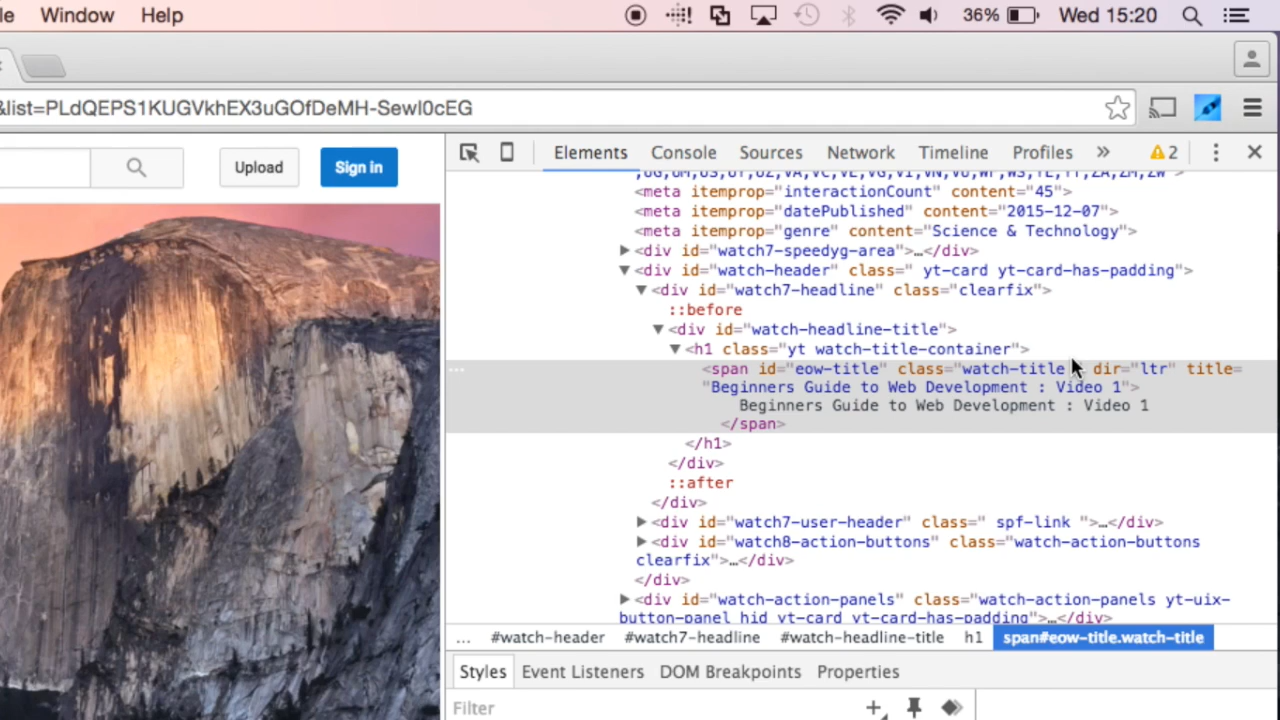 le Window Help 36% Wed 15:20
&list=PLdQEPS1KUGVkhEX3uGOfDeMH-Sewl0cEG
Upload Sign in
Elements Console Sources Network Timeline Profiles » 2
<meta itemprop="interactionCount" content="45">
<meta itemprop="datePublished" content="2015-12-07">
<meta itemprop="genre" content="Science & Technology">
<div id="watch7-speedyg-area">…</div>
<div id="watch-header" class=" yt-card yt-card-has-padding">
<div id="watch7-headline" class="clearfix">
::before
<div id="watch-headline-title">
<h1 class="yt watch-title-container">
<span id="eow-title" class="watch-title dir="ltr" title=
"Beginners Guide to Web Development : Video 1">
Beginners Guide to Web Development : Video 1
</span>
</h1>
</div>
::after
</div>
<div id="watch7-user-header" class=" spf-link ">…</div>
<div id="watch8-action-buttons" class="watch-action-buttons
clearfix">…</div>
</div>
<div id="watch-action-panels" class="watch-action-panels yt-uix-
button-panel hid yt-card yt-card-has-padding">…</div>
... #watch-header #watch7-headline #watch-headline-title h1 span#eow-title.watch-title
Styles Event Listeners DOM Breakpoints Properties
Filter